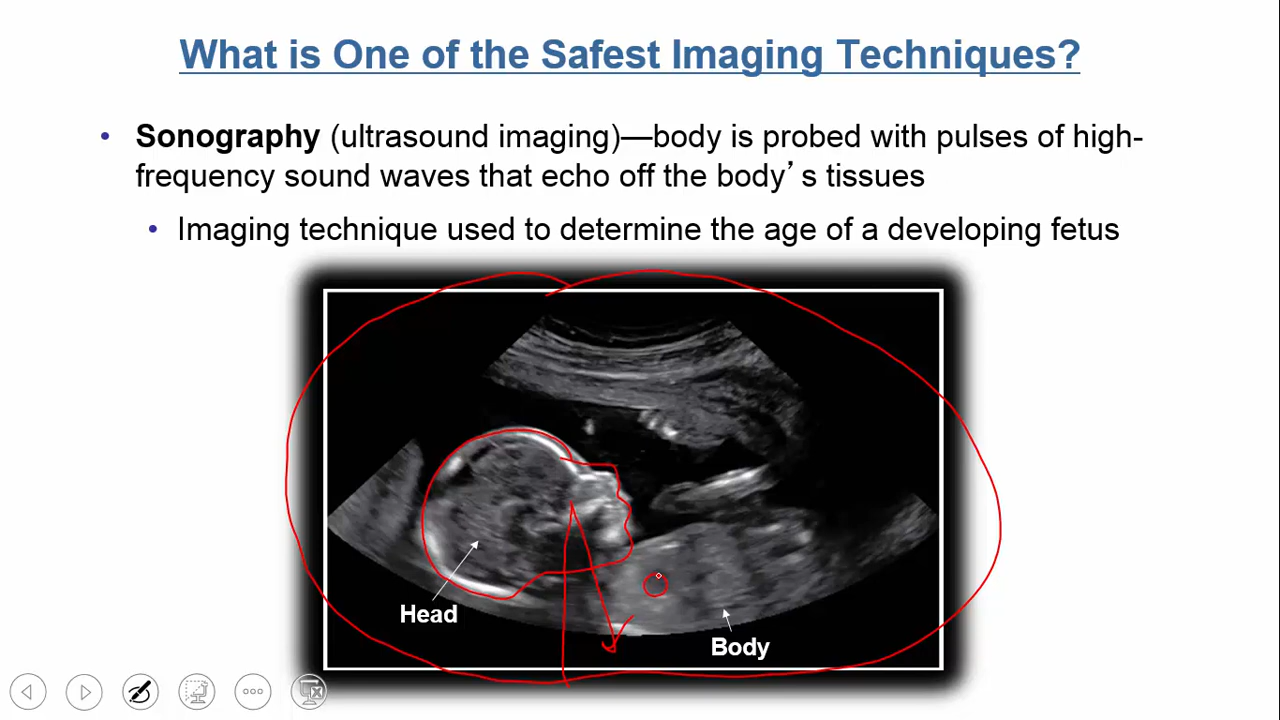 What is One of the Safest Imaging Techniques?
• Sonography (ultrasound imaging)—body is probed with pulses of high-
frequency sound waves that echo off the body’s tissues
• Imaging technique used to determine the age of a developing fetus
Head
Body